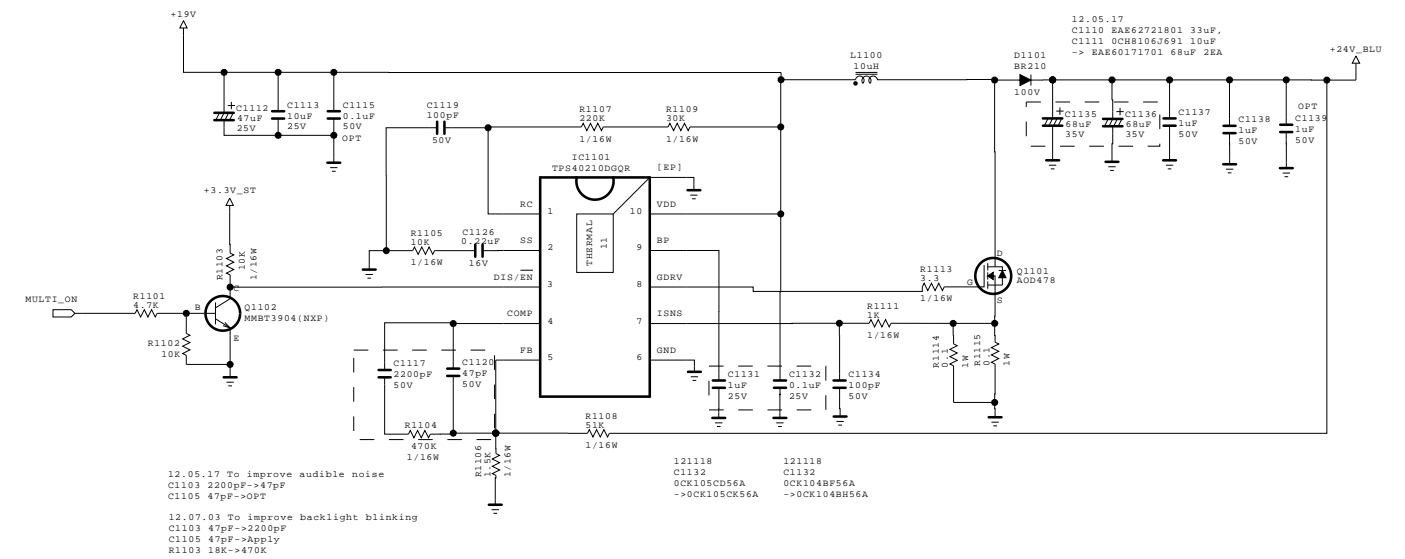 +19V
12.05.17
C1110 EAE62721801 33uF,
C1111 0CH8106J691 10uF
-> EAE60171701 68uF 2EA
+24V_BLU
L1100
10uH
D1101
BR210
100V
C1112
47uF
25V
C1113
10uF
25V
C1115
0.1uF
50V
OPT
C1119
100pF
50V
R1107
220K
1/16W
R1109
30K
1/16W
C1135
68uF
35V
C1136
68uF
35V
C1137
1uF
50V
C1138
1uF
50V
OPT
C1139
1uF
50V
IC1101
TPS40210DGQR
[EP]
+3.3V_ST
RC
1
10
VDD
SS
2
9
BP
DIS/EN
3
8
GDRV
COMP
4
7
ISNS
FB
5
6
GND
THERMAL
11
R1105
10K
1/16W
C1126
0.22uF
16V
R1103
10K
1/16W
MULTI_ON
R1101
4.7K
B
C
E
Q1102
MMBT3904(NXP)
R1102
10K
R1113
3.3
1/16W
D
G
S
Q1101
AOD478
R1111
1K
1/16W
R1114
0.1
1W
R1115
0.1
1W
C1117
2200pF
50V
C1120
47pF
50V
C1131
1uF
25V
C1132
0.1uF
25V
C1134
100pF
50V
R1104
470K
1/16W
R1108
51K
1/16W
R1106
1.5K
1/16W
12.05.17 To improve audible noise
C1103 2200pF->47pF
C1105 47pF->OPT
12.07.03 To improve backlight blinking
C1103 47pF->2200pF
C1105 47pF->Apply
R1103 18K->470K
121118
C1132
0CK105CD56A
->0CK105CK56A
121118
C1132
0CK104BF56A
->0CK104BH56A